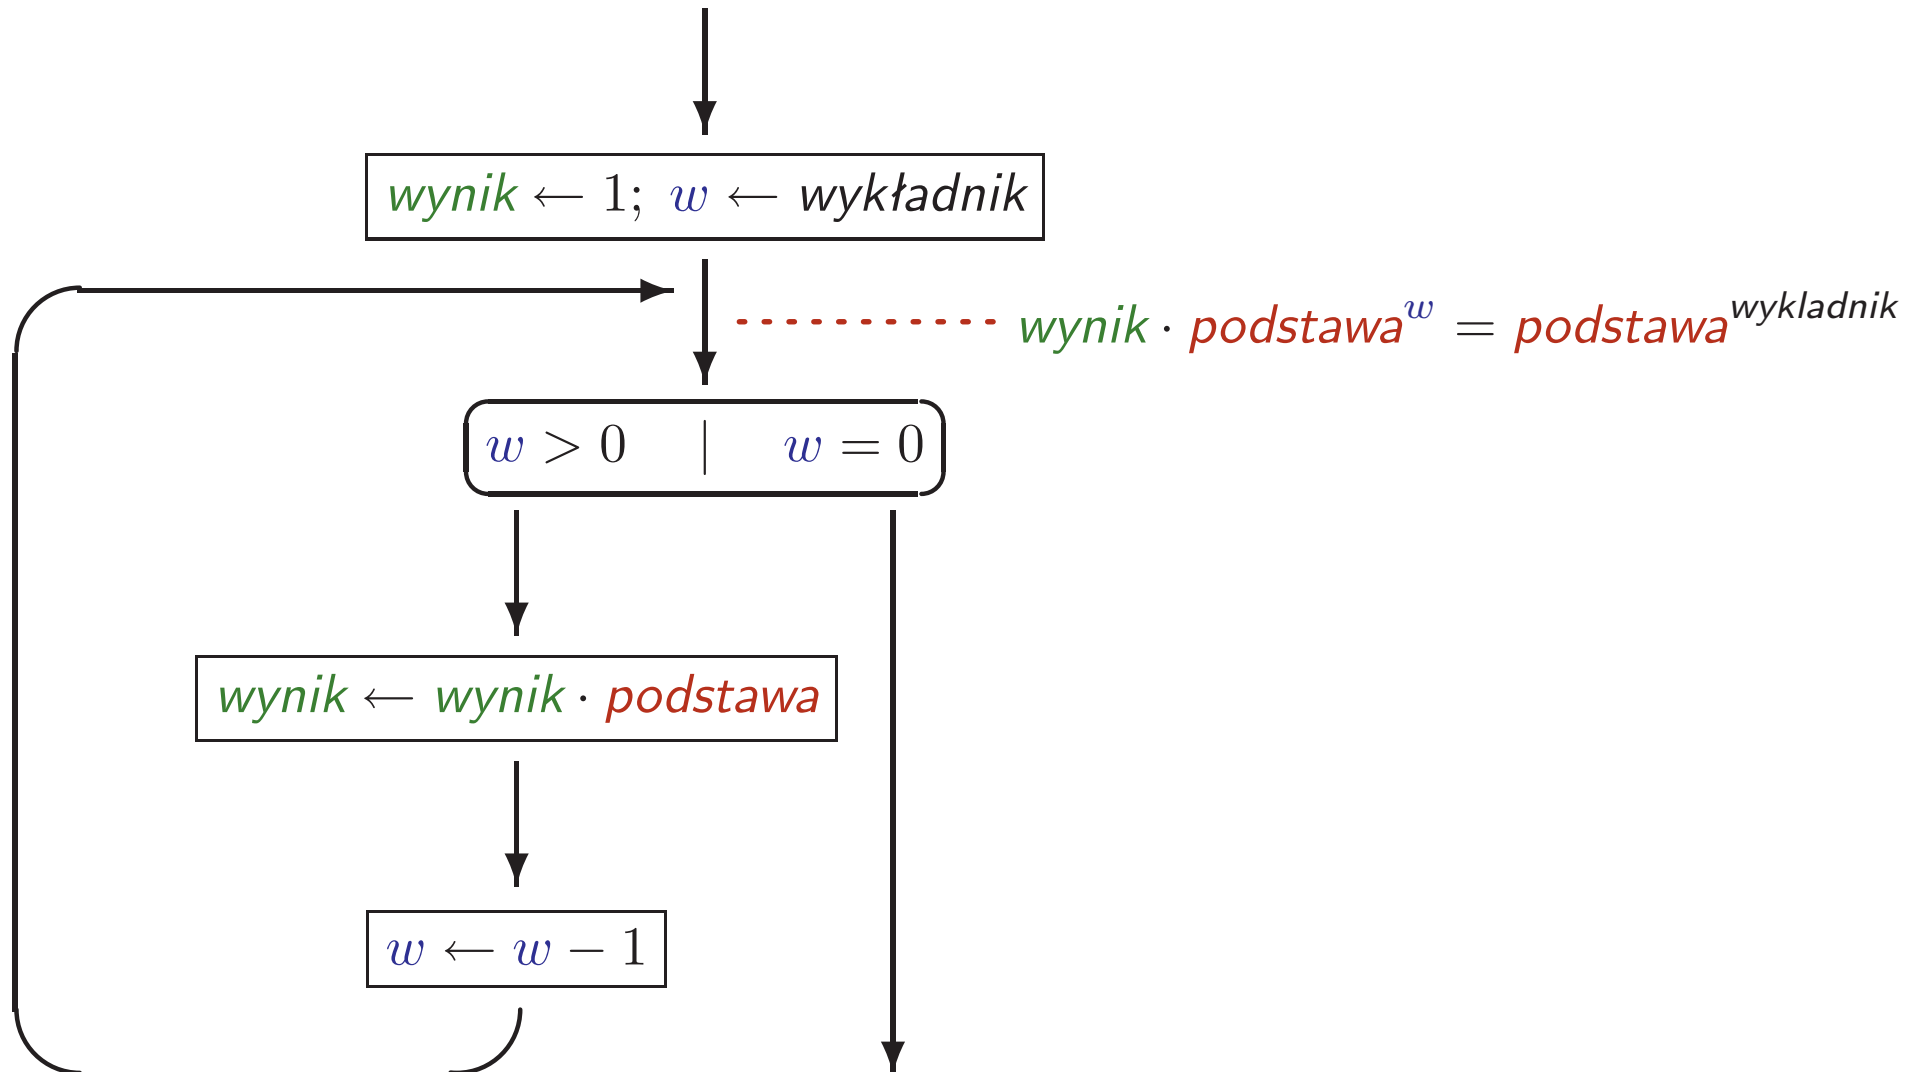 wynik ← 1; w ← wykładnik
wynik · podstawa^w = podstawa^wykladnik
w > 0 | w = 0
wynik ← wynik · podstawa
w ← w − 1